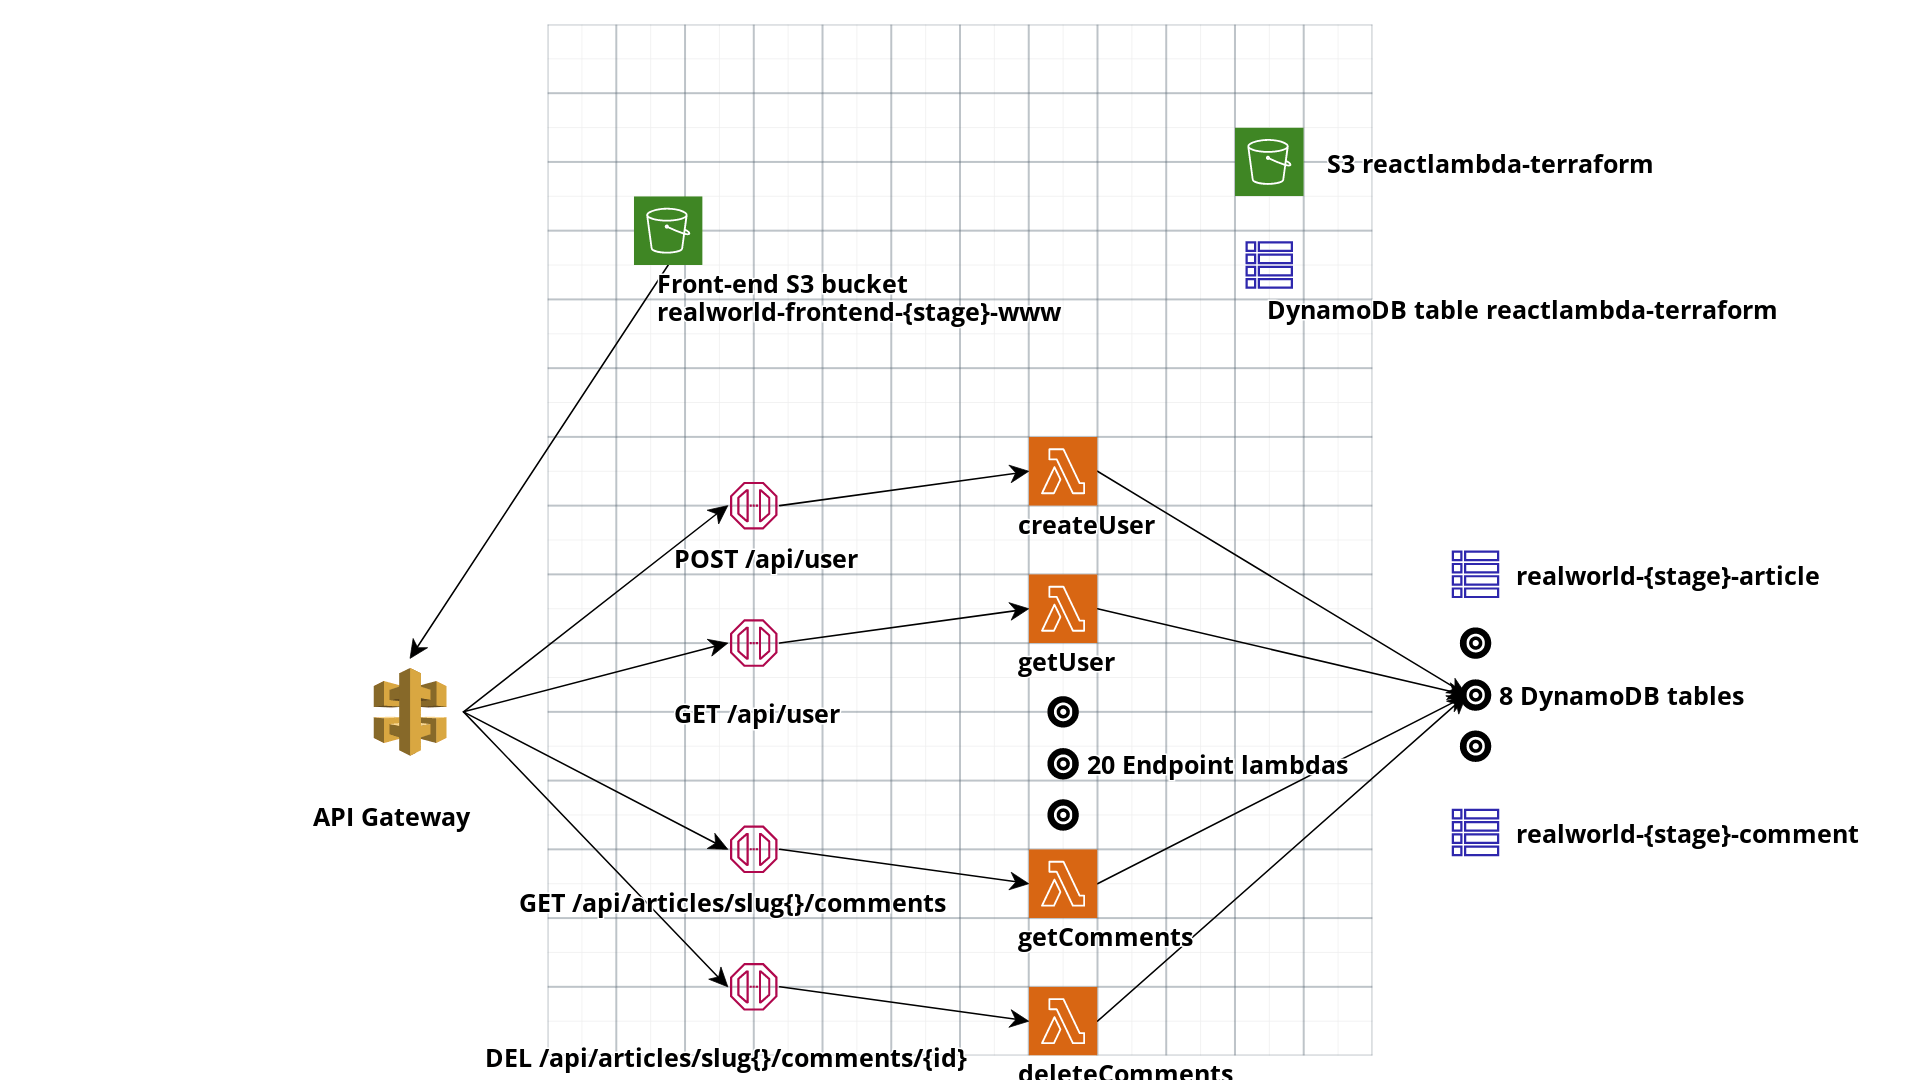 S3 reactlambda-terraform
Front-end S3 bucket
realworld-frontend-{stage}-www
DynamoDB table reactlambda-terraform
createUser
POST /api/user
realworld-{stage}-article
getUser
8 DynamoDB tables
GET /api/user
20 Endpoint lambdas
API Gateway
realworld-{stage}-comment
GET /api/articles/slug{}/comments
getComments
DEL /api/articles/slug{}/comments/{id}
deleteComments